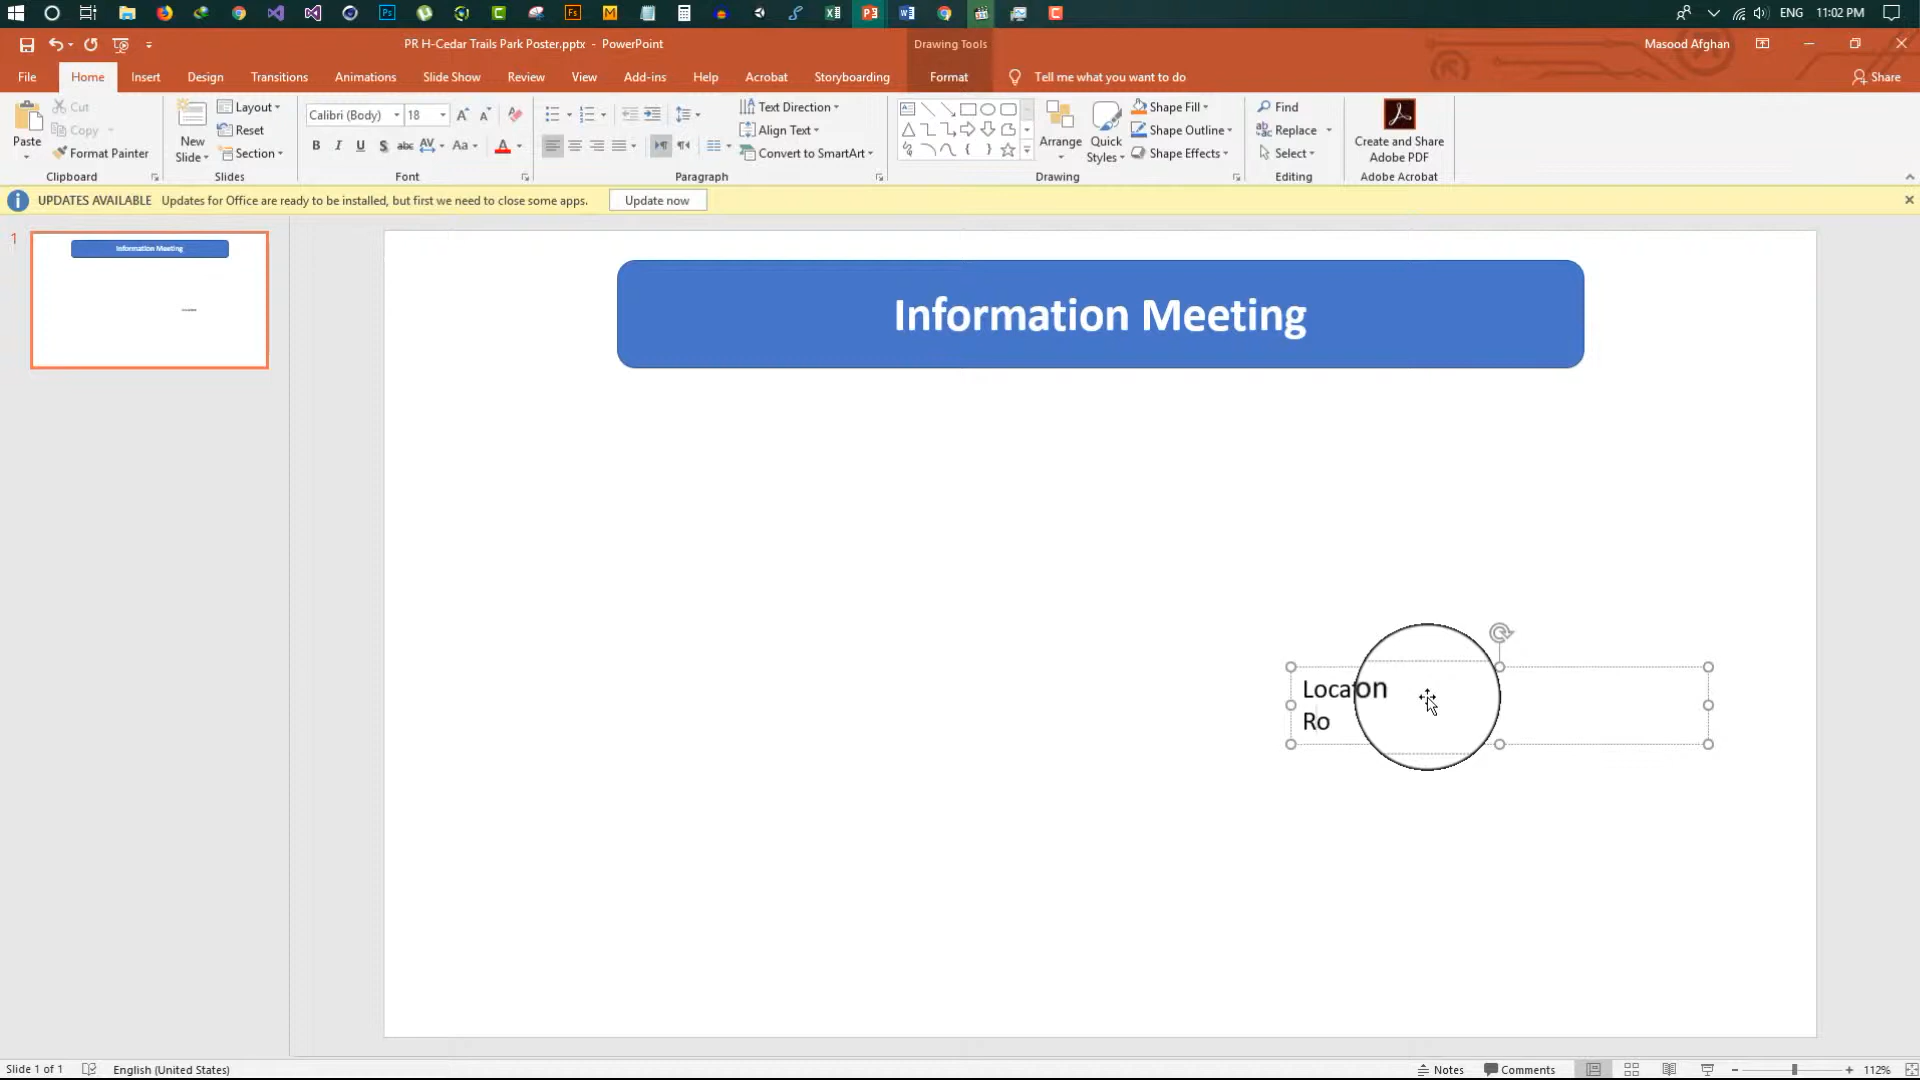 ENG 11:02 PM
PR H-Cedar Trails Park Poster.pptx - PowerPoint
Drawing Tools
Masood Afghan
File Home Insert Design Transitions Animations Slide Show Review View Add-ins Help Acrobat Storyboarding Format Tell me what you want to do Share
Paste
Cut
Copy
Format Painter
Clipboard
New Slide
Layout
Reset
Section
Slides
Calibri (Body) 18
Font
Text Direction
Align Text
Convert to SmartArt
Paragraph
Arrange
Quick Styles
Shape Fill
Shape Outline
Shape Effects
Drawing
Find
Replace
Select
Editing
Create and Share Adobe PDF
Adobe Acrobat
UPDATES AVAILABLE Updates for Office are ready to be installed, but first we need to close some apps. Update now
1
Information Meeting
Information Meeting
Location
Ro
Slide 1 of 1 English (United States) Notes Comments 112%